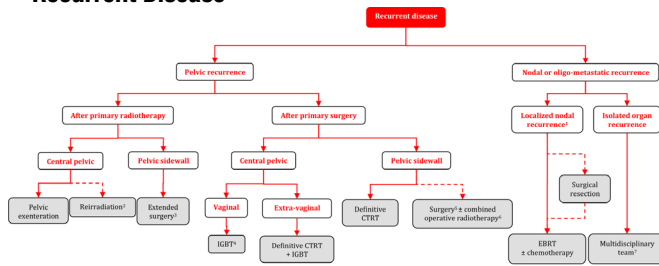 Recurrent Disease
Recurrent disease
Pelvic recurrence
Nodal or oligo-metastatic recurrence
After primary radiotherapy
After primary surgery
Localized nodal
recurrence¹
Isolated organ
recurrence
Central pelvic
Pelvic sidewall
Central pelvic
Pelvic sidewall
Pelvic
exenteration
Reirradiation²
Extended
surgery³
Vaginal
Extra-vaginal
Definitive
CTRT
Surgery⁵ ± combined
operative radiotherapy⁶
Surgical
resection
IGBT⁴
Definitive CTRT
+ IGBT
EBRT
± chemotherapy
Multidisciplinary
team⁷